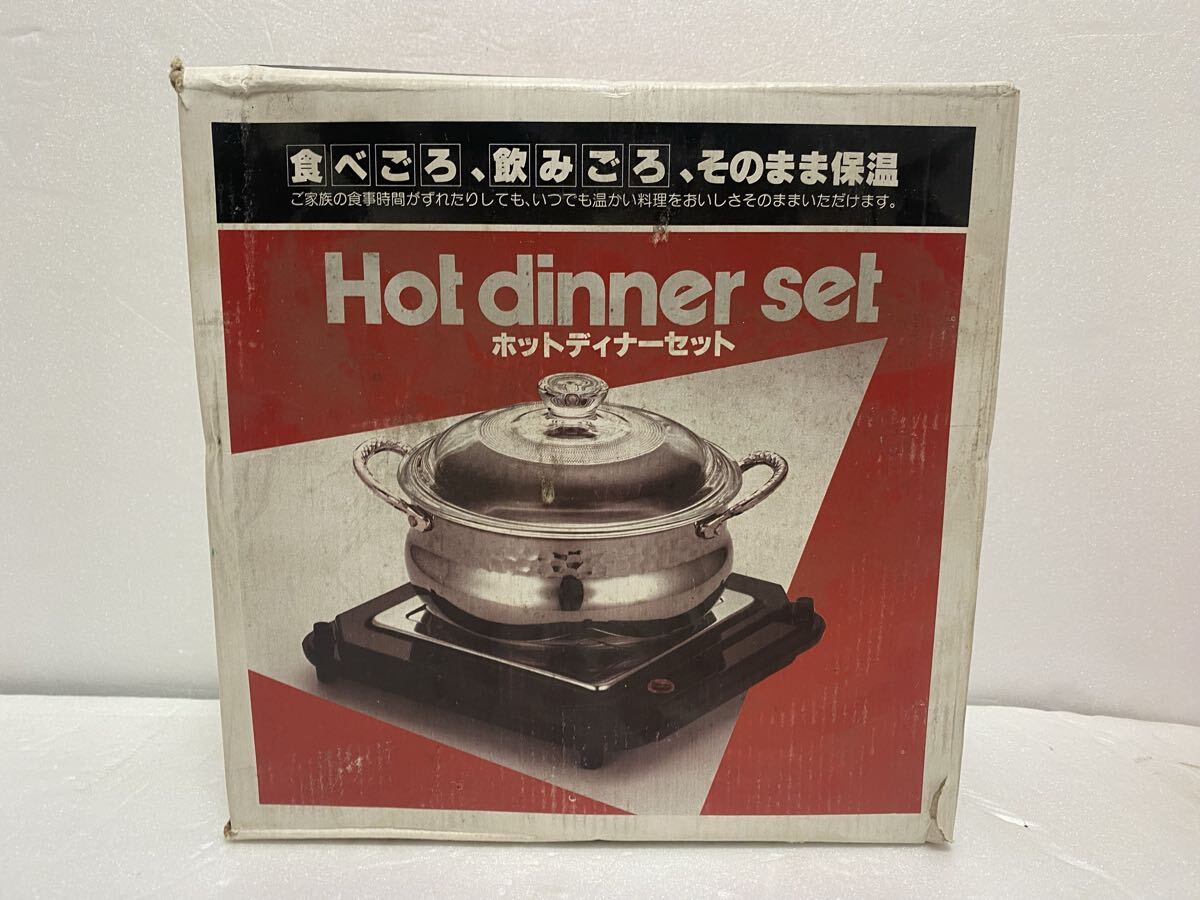 食べごろ、飲みごろ、そのまま保温
ご家族の食事時間がずれたりしても、いつでも温かい料理をおいしさそのままいただけます。
Hot dinner set
ホットディナーセット